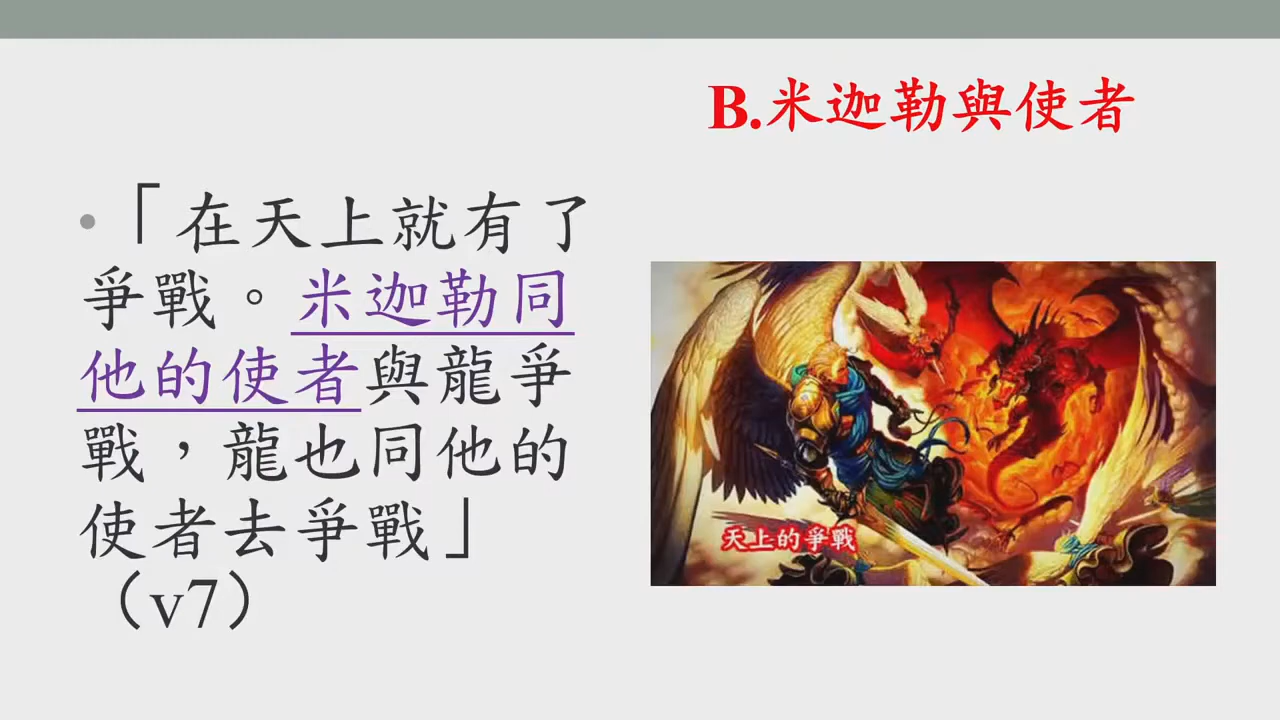 B.米迦勒與使者
•「在天上就有了
爭戰。米迦勒同
他的使者與龍爭
戰，龍也同他的
使者去爭戰」
（v7）
天上的爭戰